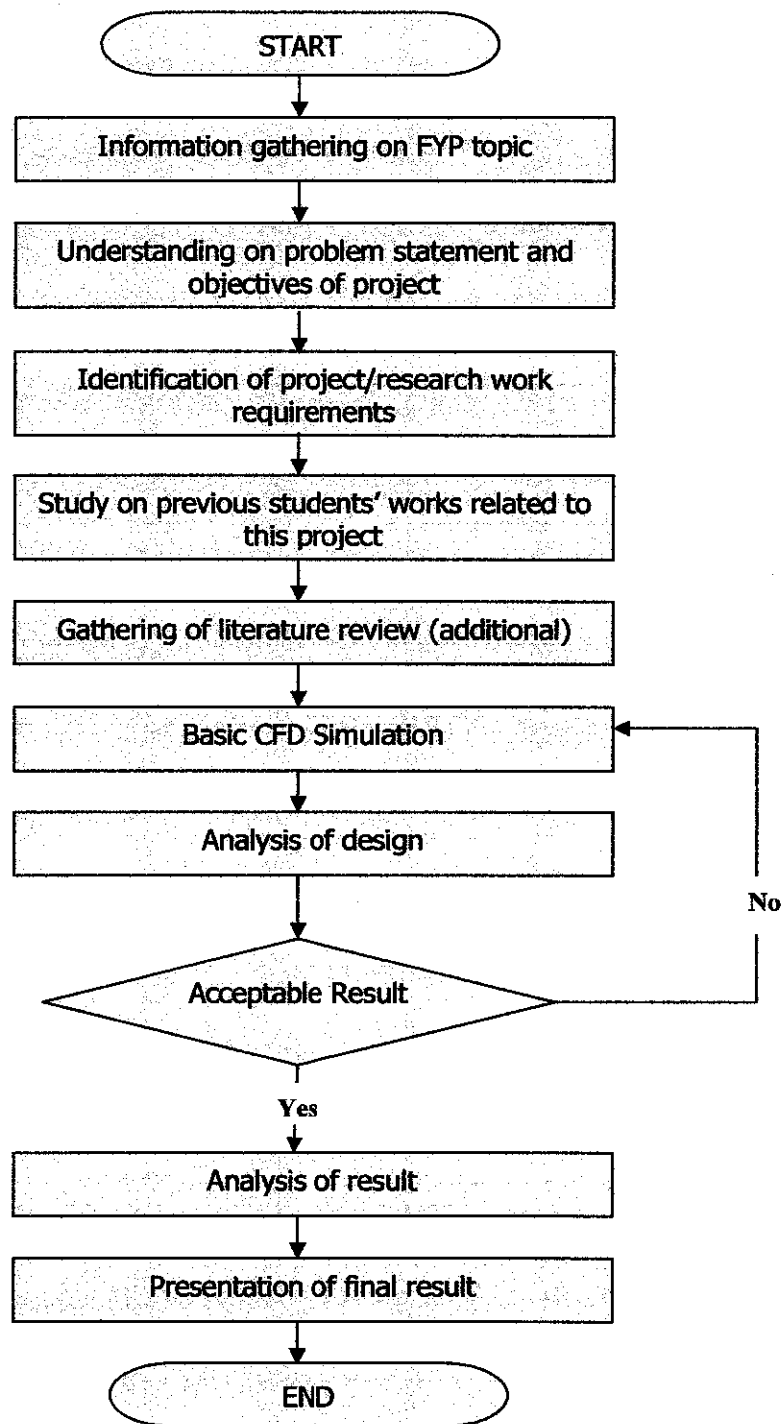 START
Information gathering on FYP topic
Understanding on problem statement and
objectives of project
Identification of project/research work
requirements
Study on previous students' works related to
this project
Gathering of literature review (additional)
Basic CFD Simulation
Analysis of design
No
Acceptable Result
Yes
Analysis of result
Presentation of final result
END